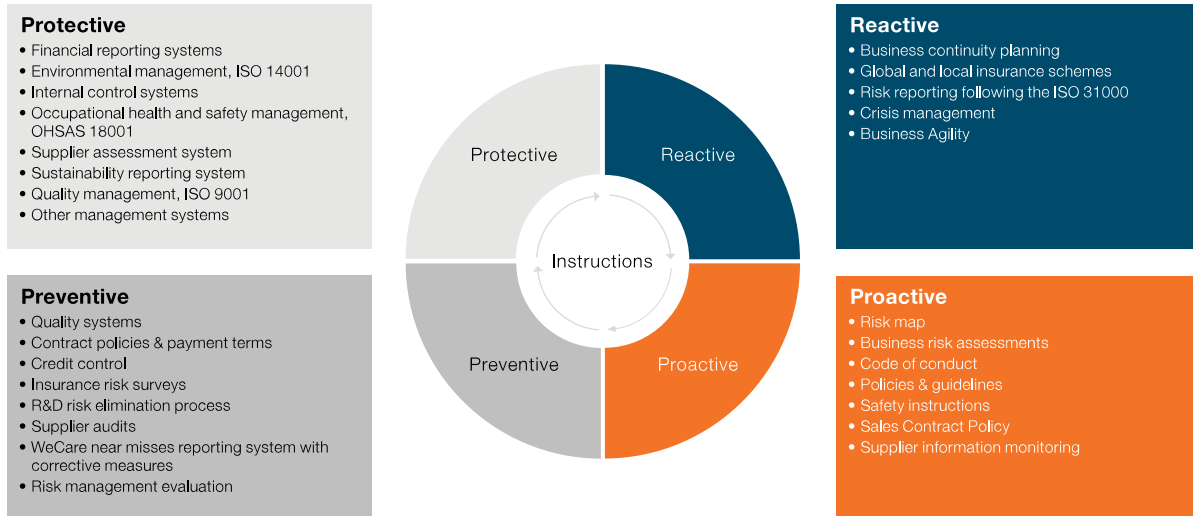 Protective
• Financial reporting systems
• Environmental management, ISO 14001
• Internal control systems
• Occupational health and safety management,
OHSAS 18001
• Supplier assessment system
• Sustainability reporting system
• Quality management, ISO 9001
• Other management systems
Preventive
• Quality systems
• Contract policies & payment terms
• Credit control
• Insurance risk surveys
• R&D risk elimination process
• Supplier audits
• WeCare near misses reporting system with
corrective measures
• Risk management evaluation
Protective
Reactive
Instructions
Preventive
Proactive
Reactive
• Business continuity planning
• Global and local insurance schemes
• Risk reporting following the ISO 31000
• Crisis management
• Business Agility
Proactive
• Risk map
• Business risk assessments
• Code of conduct
• Policies & guidelines
• Safety instructions
• Sales Contract Policy
• Supplier information monitoring